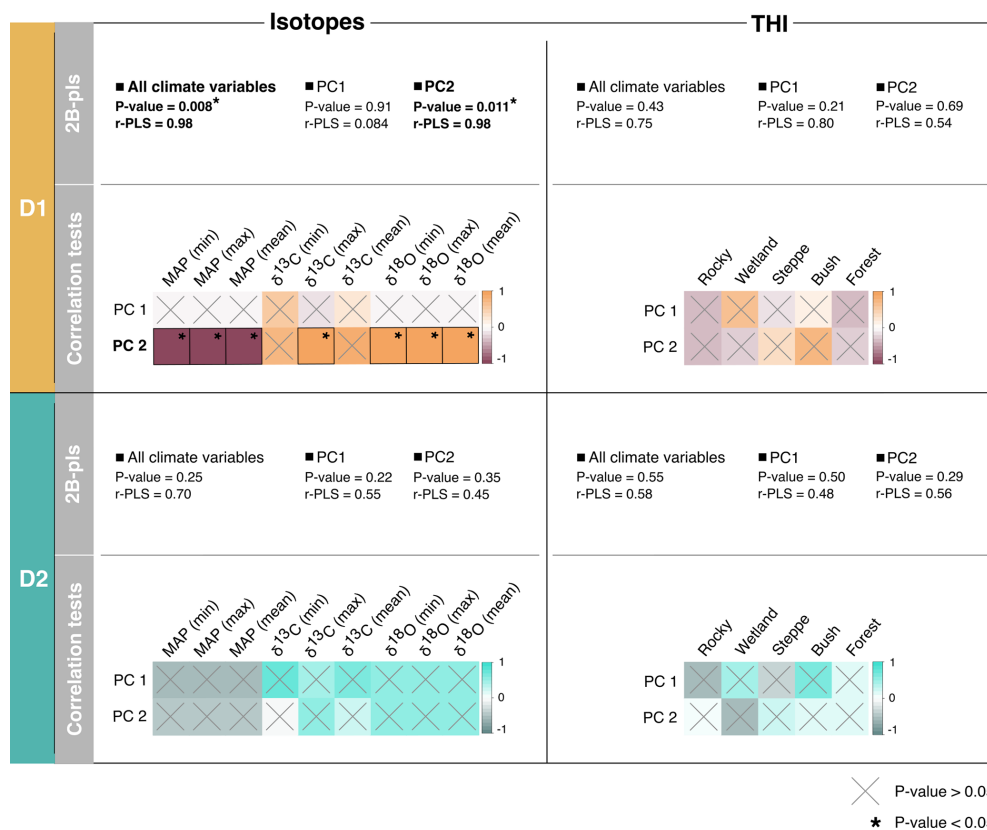 Isotopes
THI
D1
2B-pls
■ All climate variables
P-value = 0.008*
r-PLS = 0.98
■ PC1
P-value = 0.91
r-PLS = 0.084
■ PC2
P-value = 0.011*
r-PLS = 0.98
■ All climate variables
P-value = 0.43
r-PLS = 0.75
■ PC1
P-value = 0.21
r-PLS = 0.80
■ PC2
P-value = 0.69
r-PLS = 0.54
Correlation tests
MAP (min)
MAP (max)
MAP (mean)
δ13C (min)
δ13C (max)
δ13C (mean)
δ18O (min)
δ18O (max)
δ18O (mean)
PC 1
PC 2
* * * * * * *
1
0
-1
Rocky
Wetland
Steppe
Bush
Forest
PC 1
PC 2
1
0
-1
D2
2B-pls
■ All climate variables
P-value = 0.25
r-PLS = 0.70
■ PC1
P-value = 0.22
r-PLS = 0.55
■ PC2
P-value = 0.35
r-PLS = 0.45
■ All climate variables
P-value = 0.55
r-PLS = 0.58
■ PC1
P-value = 0.50
r-PLS = 0.48
■ PC2
P-value = 0.29
r-PLS = 0.56
Correlation tests
MAP (min)
MAP (max)
MAP (mean)
δ13C (min)
δ13C (max)
δ13C (mean)
δ18O (min)
δ18O (max)
δ18O (mean)
PC 1
PC 2
1
0
-1
Rocky
Wetland
Steppe
Bush
Forest
PC 1
PC 2
1
0
-1
P-value > 0.0
* P-value < 0.0